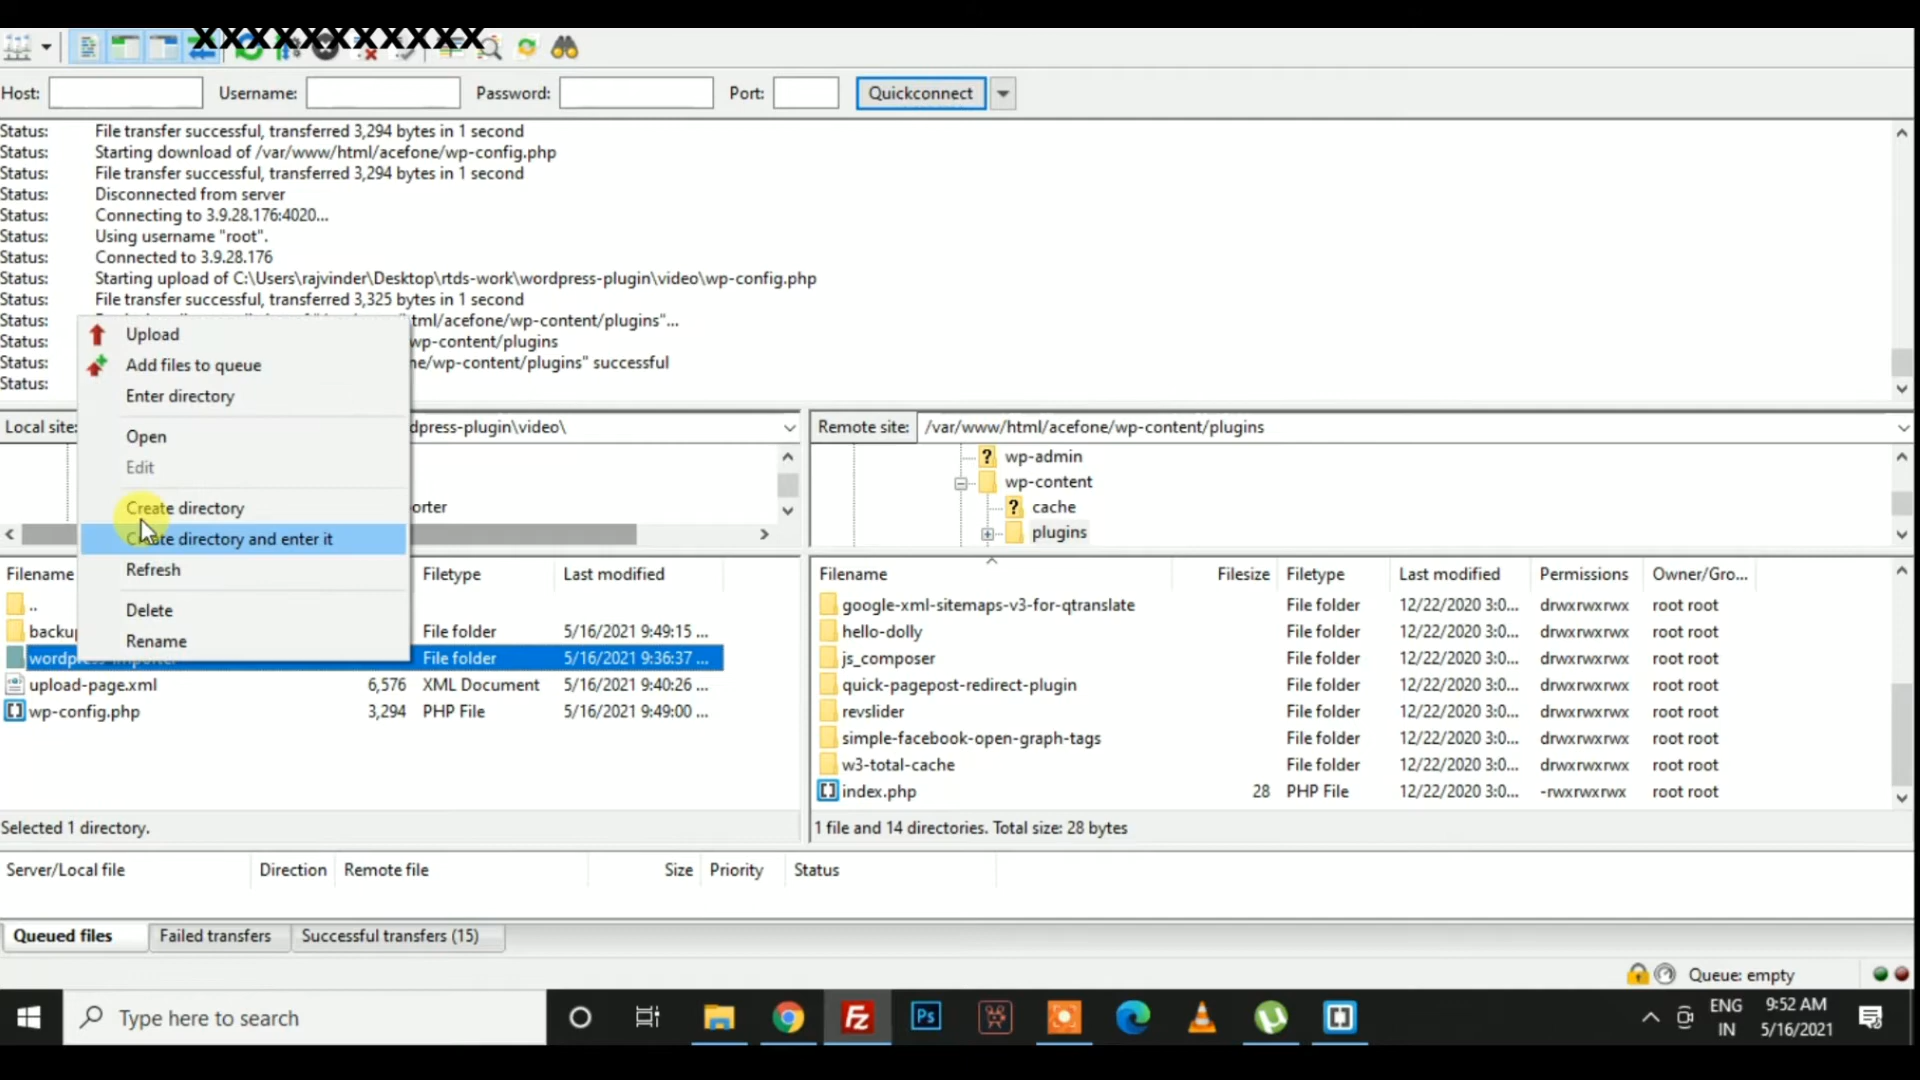 XXXXXXXXXXX
Host: Username: Password: Port: Quickconnect
Status: File transfer successful, transferred 3,294 bytes in 1 second
Status: Starting download of /var/www/html/acefone/wp-config.php
Status: File transfer successful, transferred 3,294 bytes in 1 second
Status: Disconnected from server
Status: Connecting to 3.9.28.176:4020...
Status: Using username "root".
Status: Connected to 3.9.28.176
Status: Starting upload of C:\Users\rajvinder\Desktop\rtds-work\wordpress-plugin\video\wp-config.php
Status: File transfer successful, transferred 3,325 bytes in 1 second
Status: tml/acefone/wp-content/plugins"...
Status: wp-content/plugins
Status: ne/wp-content/plugins" successful
Status:
Upload
Add files to queue
Enter directory
Open
Edit
Create directory
Create directory and enter it
Refresh
Delete
Rename
Local site: dpress-plugin\video\
orter
Remote site: /var/www/html/acefone/wp-content/plugins
wp-admin
wp-content
cache
plugins
Filename Filetype Last modified
..
backup File folder 5/16/2021 9:49:15 ...
wordpress-importer File folder 5/16/2021 9:36:37 ...
upload-page.xml 6,576 XML Document 5/16/2021 9:40:26 ...
wp-config.php 3,294 PHP File 5/16/2021 9:49:00 ...
Selected 1 directory.
Filename Filesize Filetype Last modified Permissions Owner/Gro...
google-xml-sitemaps-v3-for-qtranslate File folder 12/22/2020 3:0... drwxrwxrwx root root
hello-dolly File folder 12/22/2020 3:0... drwxrwxrwx root root
js_composer File folder 12/22/2020 3:0... drwxrwxrwx root root
quick-pagepost-redirect-plugin File folder 12/22/2020 3:0... drwxrwxrwx root root
revslider File folder 12/22/2020 3:0... drwxrwxrwx root root
simple-facebook-open-graph-tags File folder 12/22/2020 3:0... drwxrwxrwx root root
w3-total-cache File folder 12/22/2020 3:0... drwxrwxrwx root root
index.php 28 PHP File 12/22/2020 3:0... -rwxrwxrwx root root
1 file and 14 directories. Total size: 28 bytes
Server/Local file Direction Remote file Size Priority Status
Queued files Failed transfers Successful transfers (15)
Queue: empty
Type here to search
Fz
Ps
ENG
IN
9:52 AM
5/16/2021